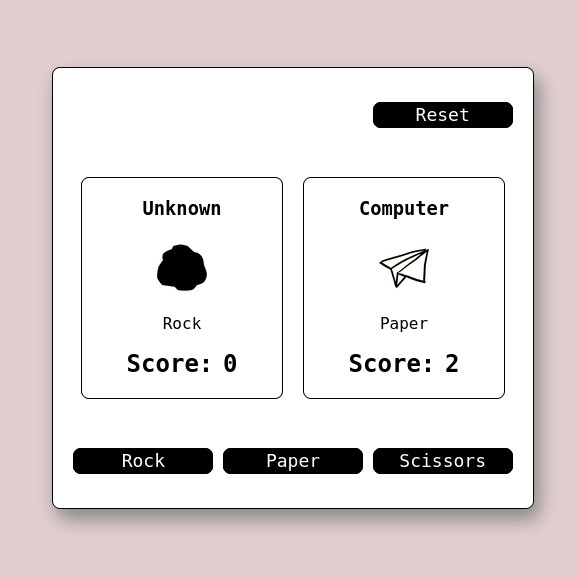 Reset
Unknown
Computer
Rock
Paper
Score: 0
Score: 2
Rock
Paper
Scissors